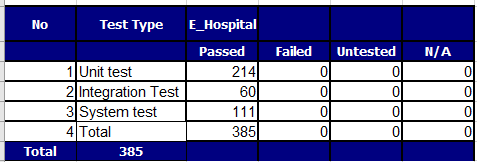 No Test Type E_Hospital
Passed Failed Untested N/A
1 Unit test 214 0 0 0
2 Integration Test 60 0 0 0
3 System test 111 0 0 0
4 Total 385 0 0 0
Total 385